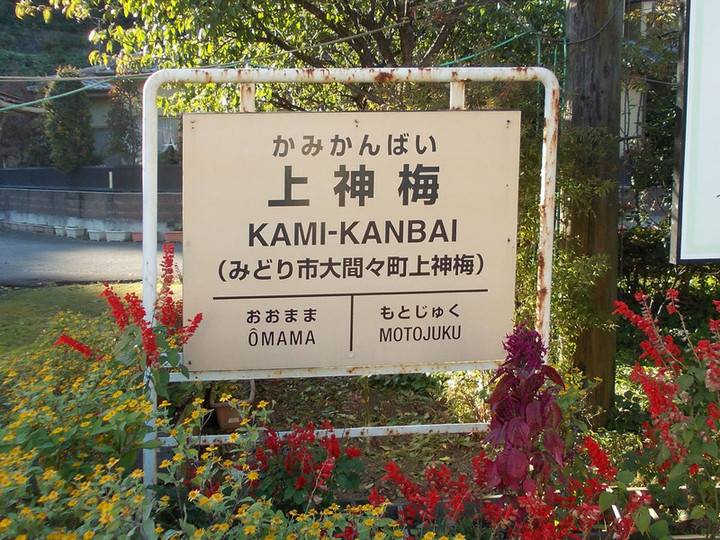 かみかんばい
上神梅
KAMI-KANBAI
（みどり市大間々町上神梅）
おおまま もとじゅく
ÔMAMA MOTOJUKU